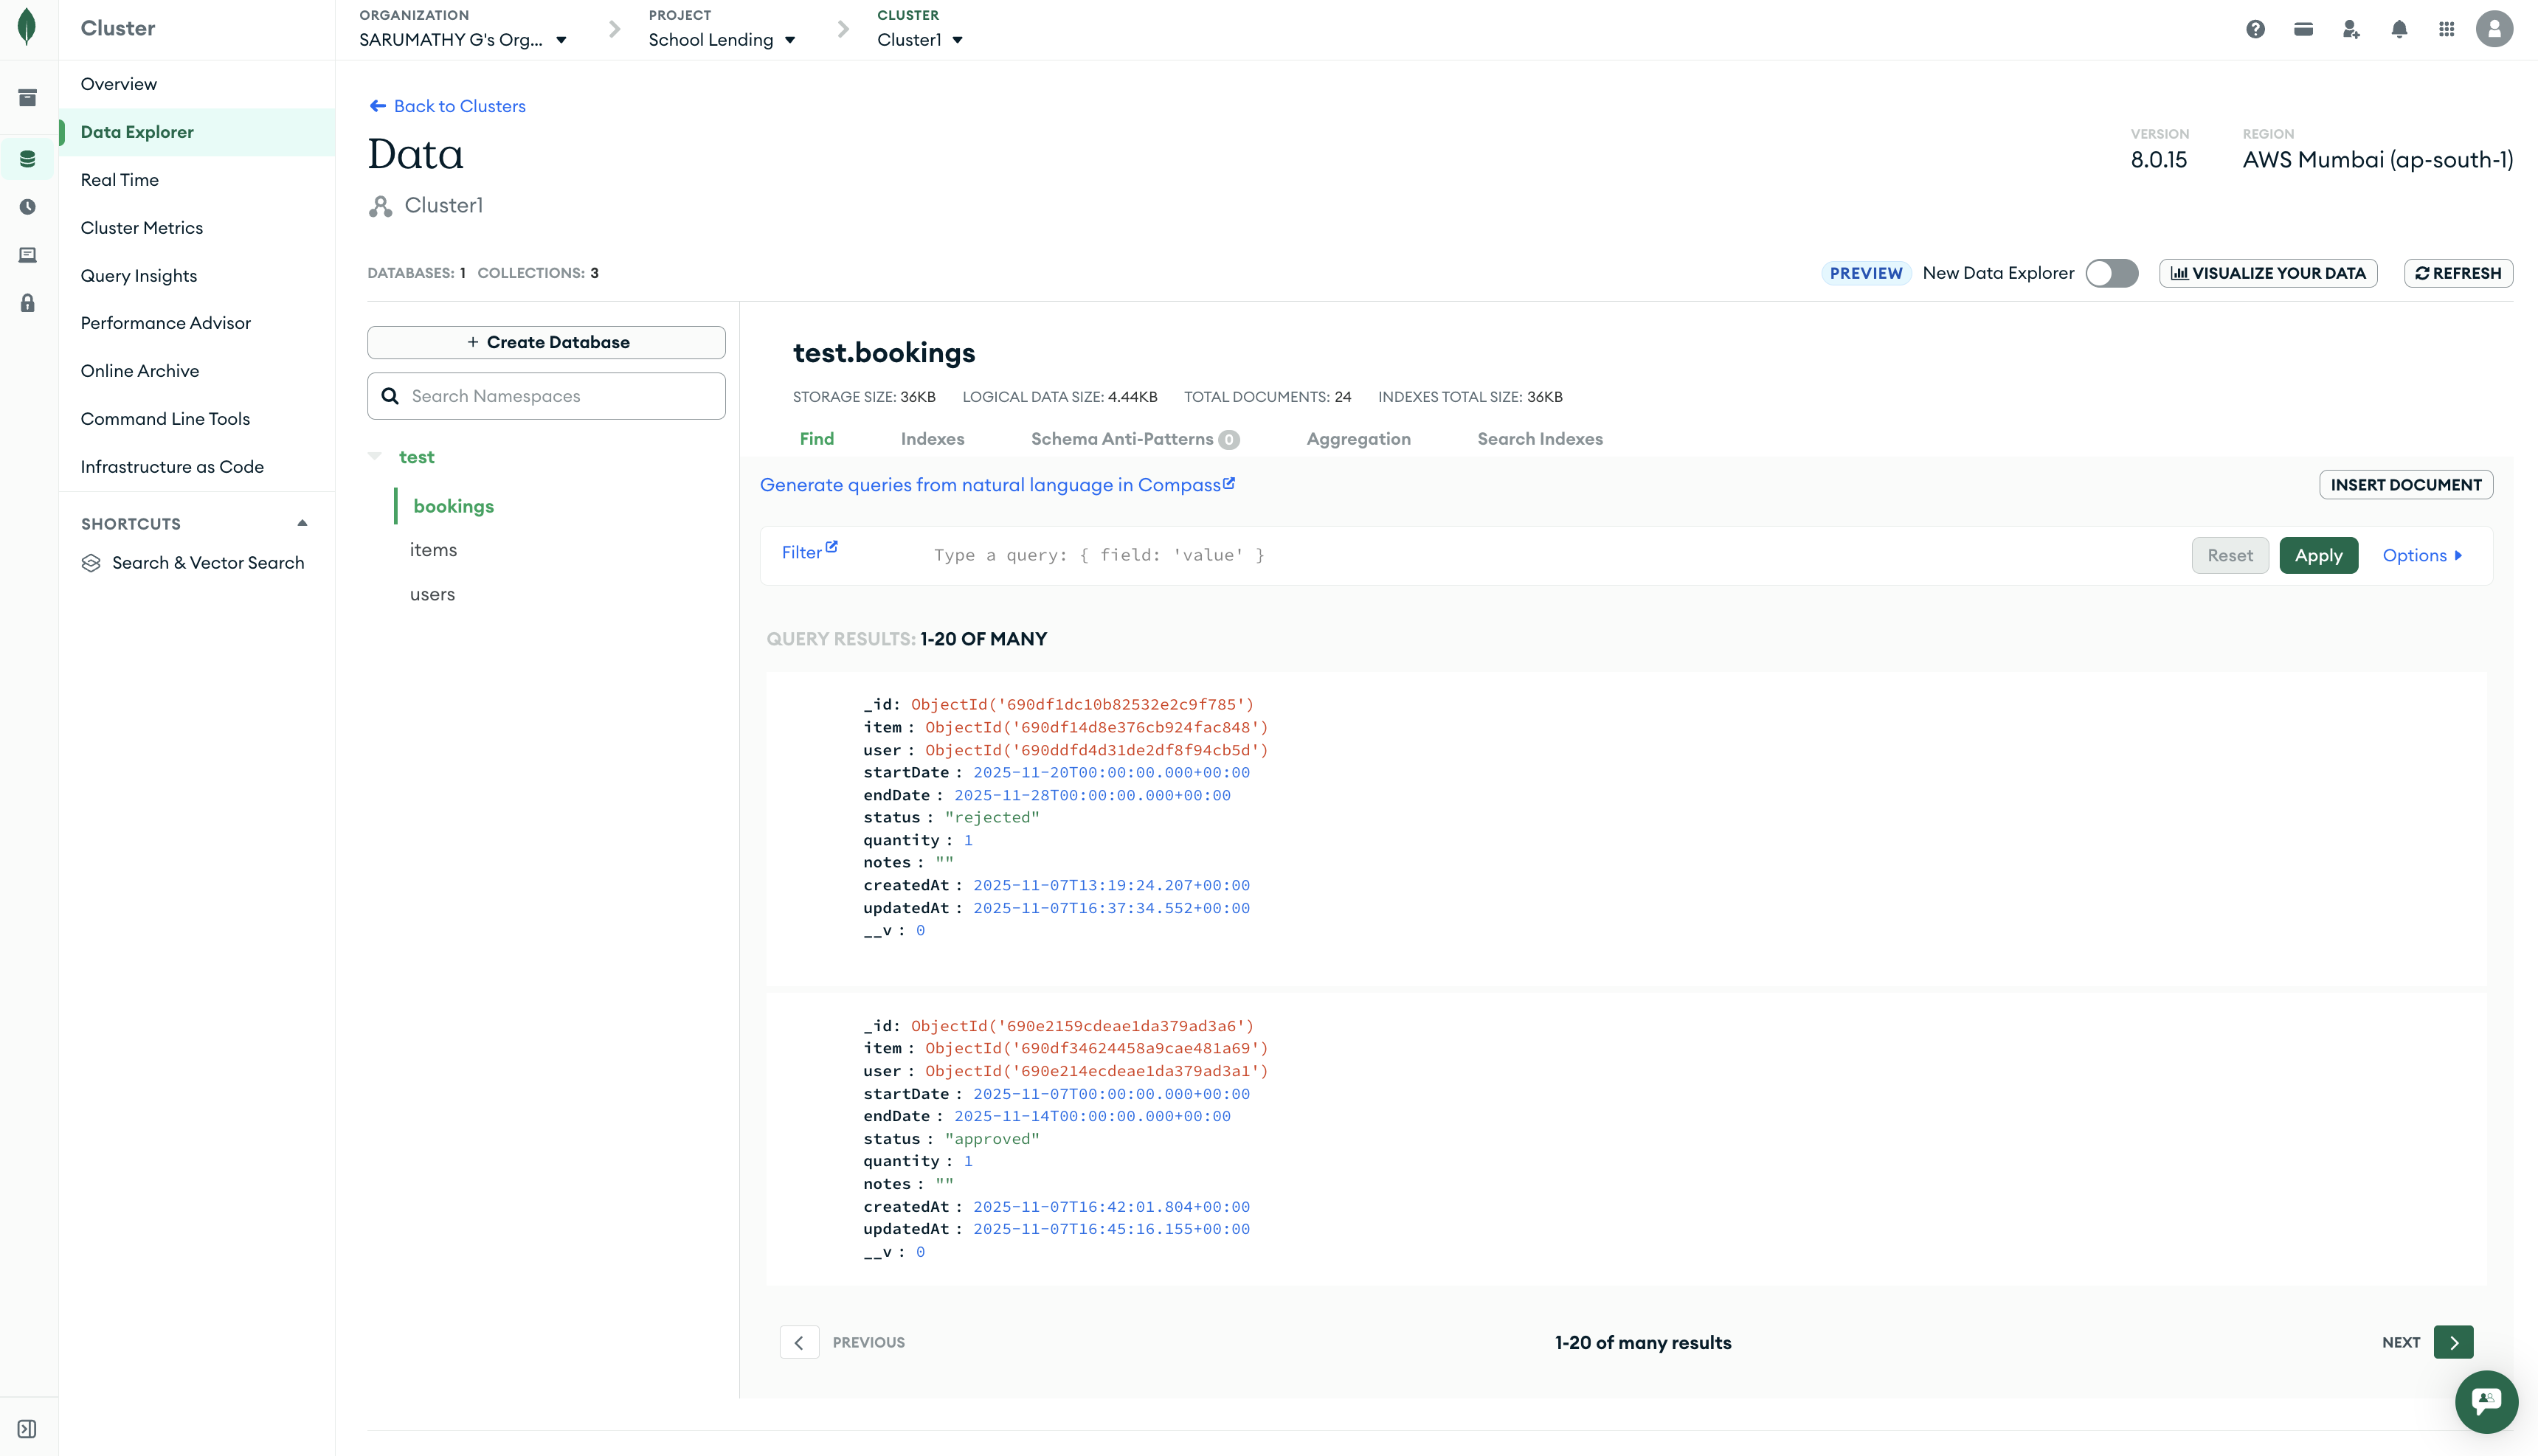 Cluster
ORGANIZATION
SARUMATHY G's Org...
PROJECT
School Lending
CLUSTER
Cluster1
Overview
Data Explorer
Real Time
Cluster Metrics
Query Insights
Performance Advisor
Online Archive
Command Line Tools
Infrastructure as Code
SHORTCUTS
Search & Vector Search
Back to Clusters
Data
Cluster1
VERSION
8.0.15
REGION
AWS Mumbai (ap-south-1)
DATABASES: 1 COLLECTIONS: 3
PREVIEW New Data Explorer
VISUALIZE YOUR DATA
REFRESH
+ Create Database
Search Namespaces
test
bookings
items
users
test.bookings
STORAGE SIZE: 36KB LOGICAL DATA SIZE: 4.44KB TOTAL DOCUMENTS: 24 INDEXES TOTAL SIZE: 36KB
Find Indexes Schema Anti-Patterns 0 Aggregation Search Indexes
Generate queries from natural language in Compass
INSERT DOCUMENT
Filter Type a query: { field: 'value' } Reset Apply Options
QUERY RESULTS: 1-20 OF MANY
_id: ObjectId('690df1dc10b82532e2c9f785')
item : ObjectId('690df14d8e376cb924fac848')
user : ObjectId('690ddfd4d31de2df8f94cb5d')
startDate : 2025-11-20T00:00:00.000+00:00
endDate : 2025-11-28T00:00:00.000+00:00
status : "rejected"
quantity : 1
notes : ""
createdAt : 2025-11-07T13:19:24.207+00:00
updatedAt : 2025-11-07T16:37:34.552+00:00
__v : 0
_id: ObjectId('690e2159cdeae1da379ad3a6')
item : ObjectId('690df34624458a9cae481a69')
user : ObjectId('690e214ecdeae1da379ad3a1')
startDate : 2025-11-07T00:00:00.000+00:00
endDate : 2025-11-14T00:00:00.000+00:00
status : "approved"
quantity : 1
notes : ""
createdAt : 2025-11-07T16:42:01.804+00:00
updatedAt : 2025-11-07T16:45:16.155+00:00
__v : 0
PREVIOUS
1-20 of many results
NEXT